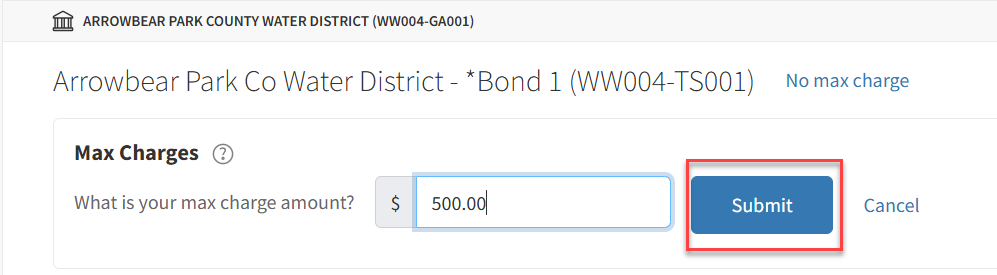 ARROWBEAR PARK COUNTY WATER DISTRICT (WW004-GA001)
Arrowbear Park Co Water District - *Bond 1 (WW004-TS001) No max charge
Max Charges ?
What is your max charge amount? $ 500.00 Submit Cancel